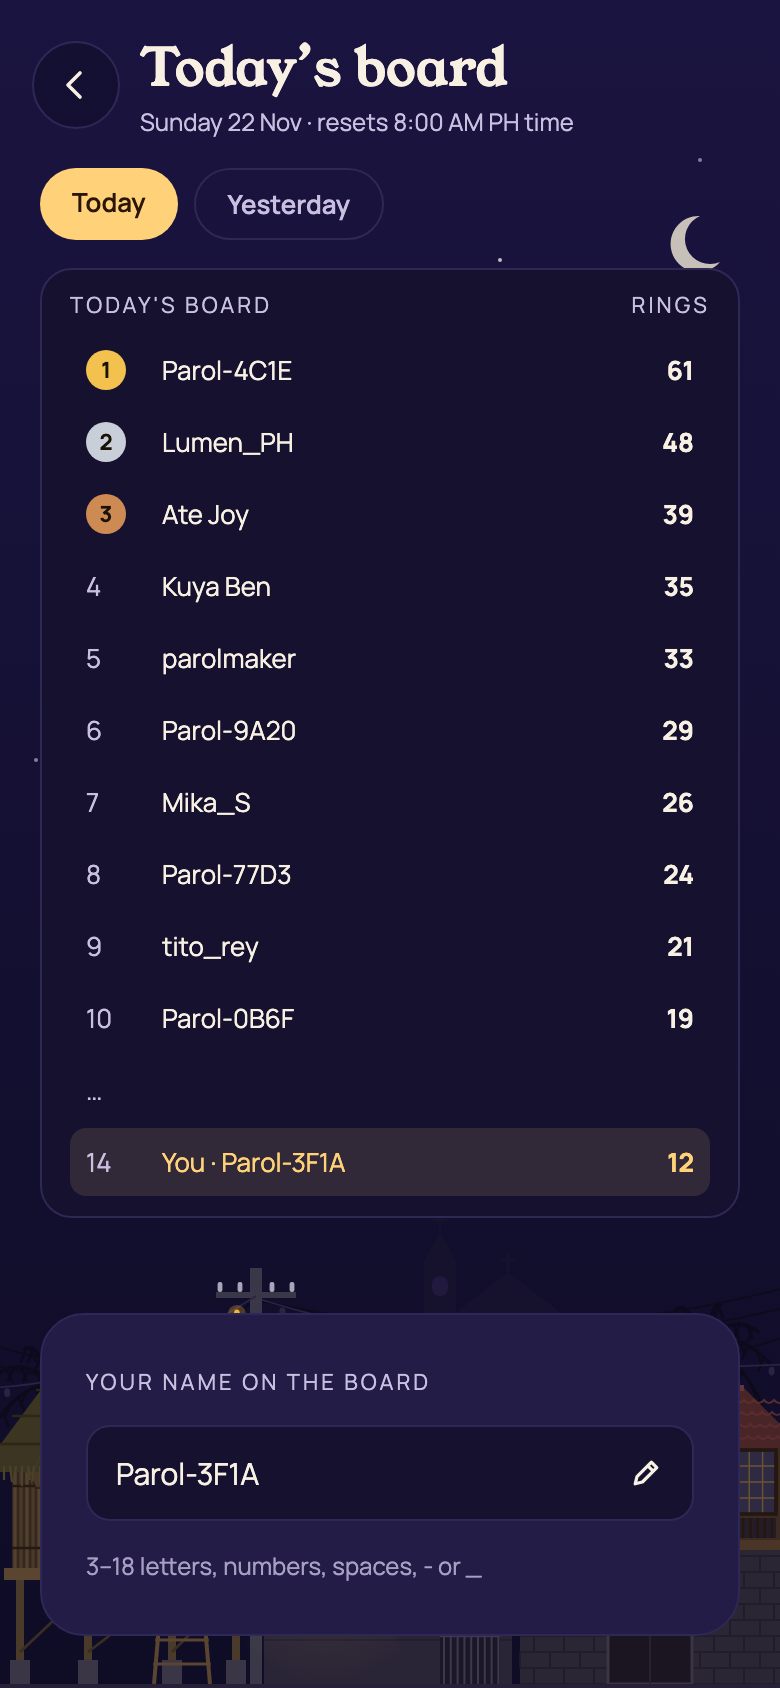 Today’s board
Sunday 22 Nov · resets 8:00 AM PH time
Today Yesterday
TODAY'S BOARD RINGS
1 Parol-4C1E 61
2 Lumen_PH 48
3 Ate Joy 39
4 Kuya Ben 35
5 parolmaker 33
6 Parol-9A20 29
7 Mika_S 26
8 Parol-77D3 24
9 tito_rey 21
10 Parol-0B6F 19
...
14 You · Parol-3F1A 12
YOUR NAME ON THE BOARD
Parol-3F1A
3–18 letters, numbers, spaces, - or _